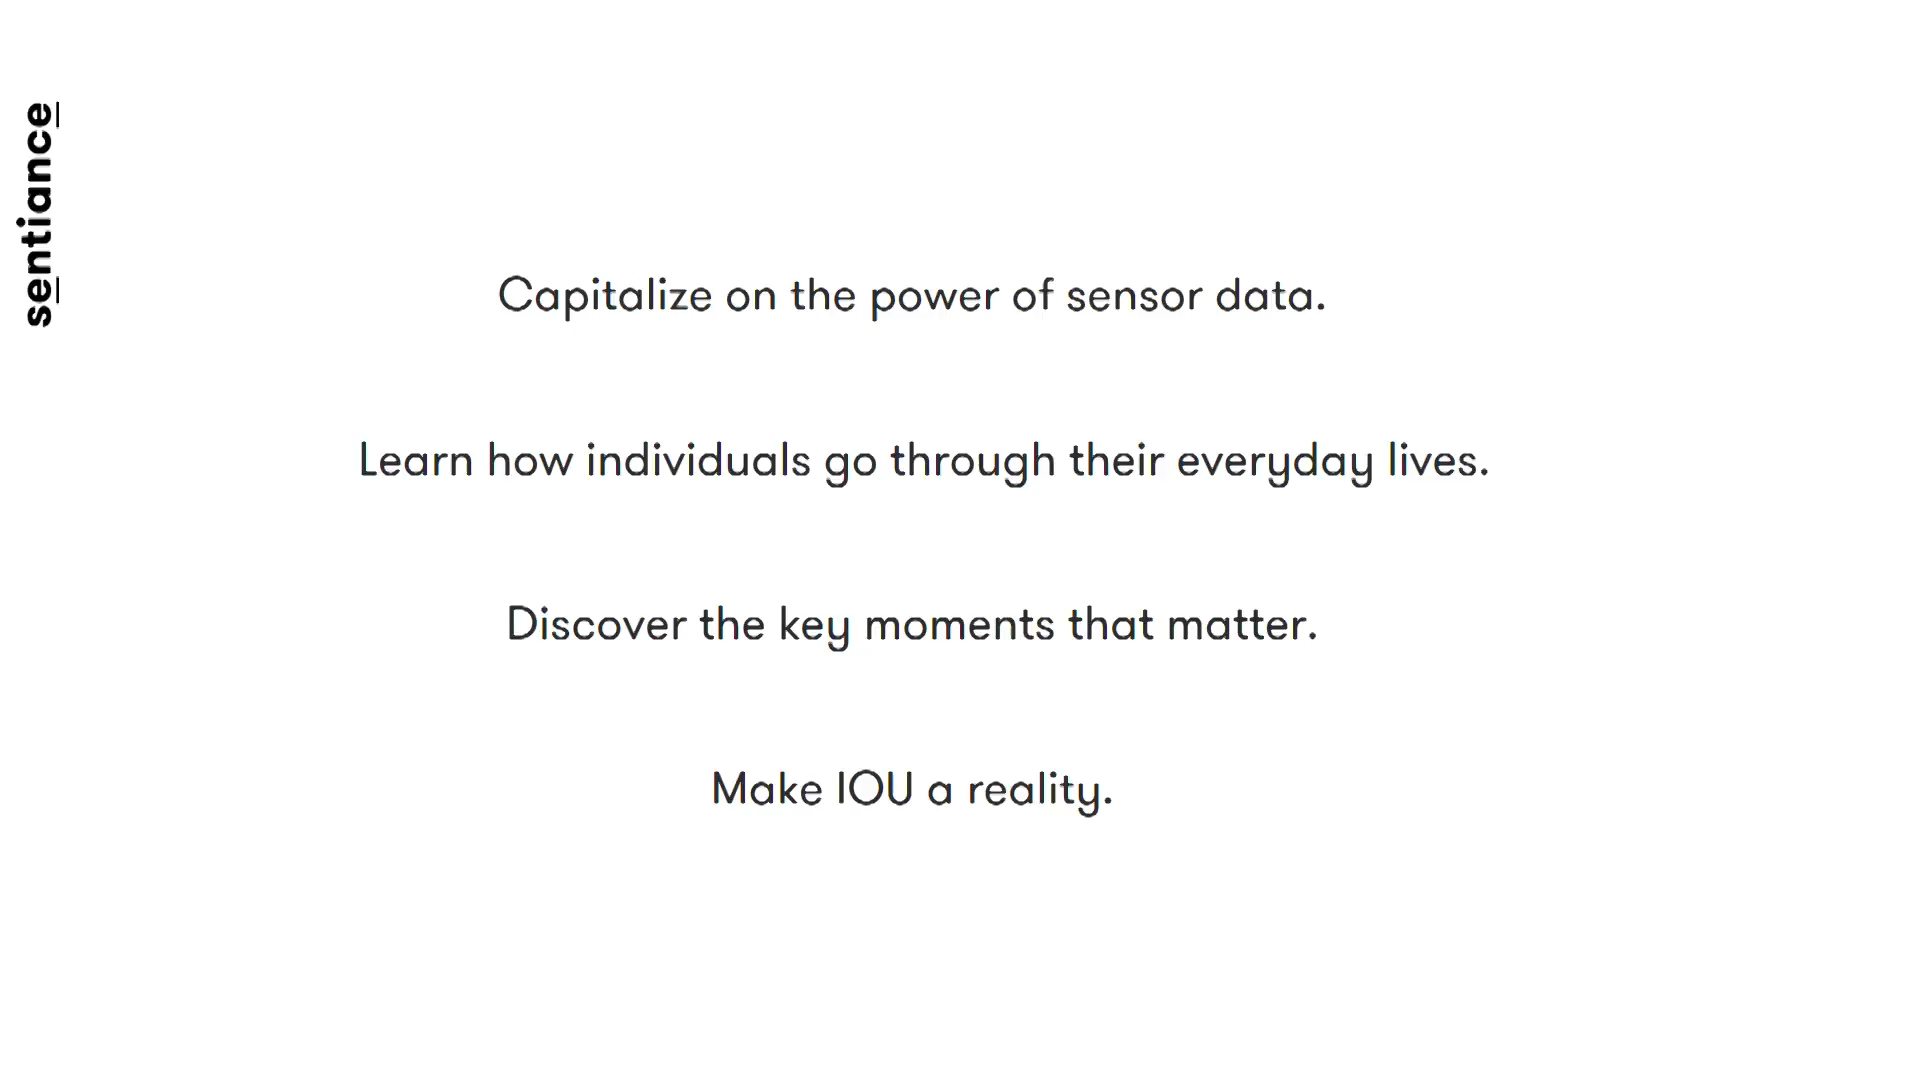 sentiance
Capitalize on the power of sensor data.
Learn how individuals go through their everyday lives.
Discover the key moments that matter.
Make IOU a reality.